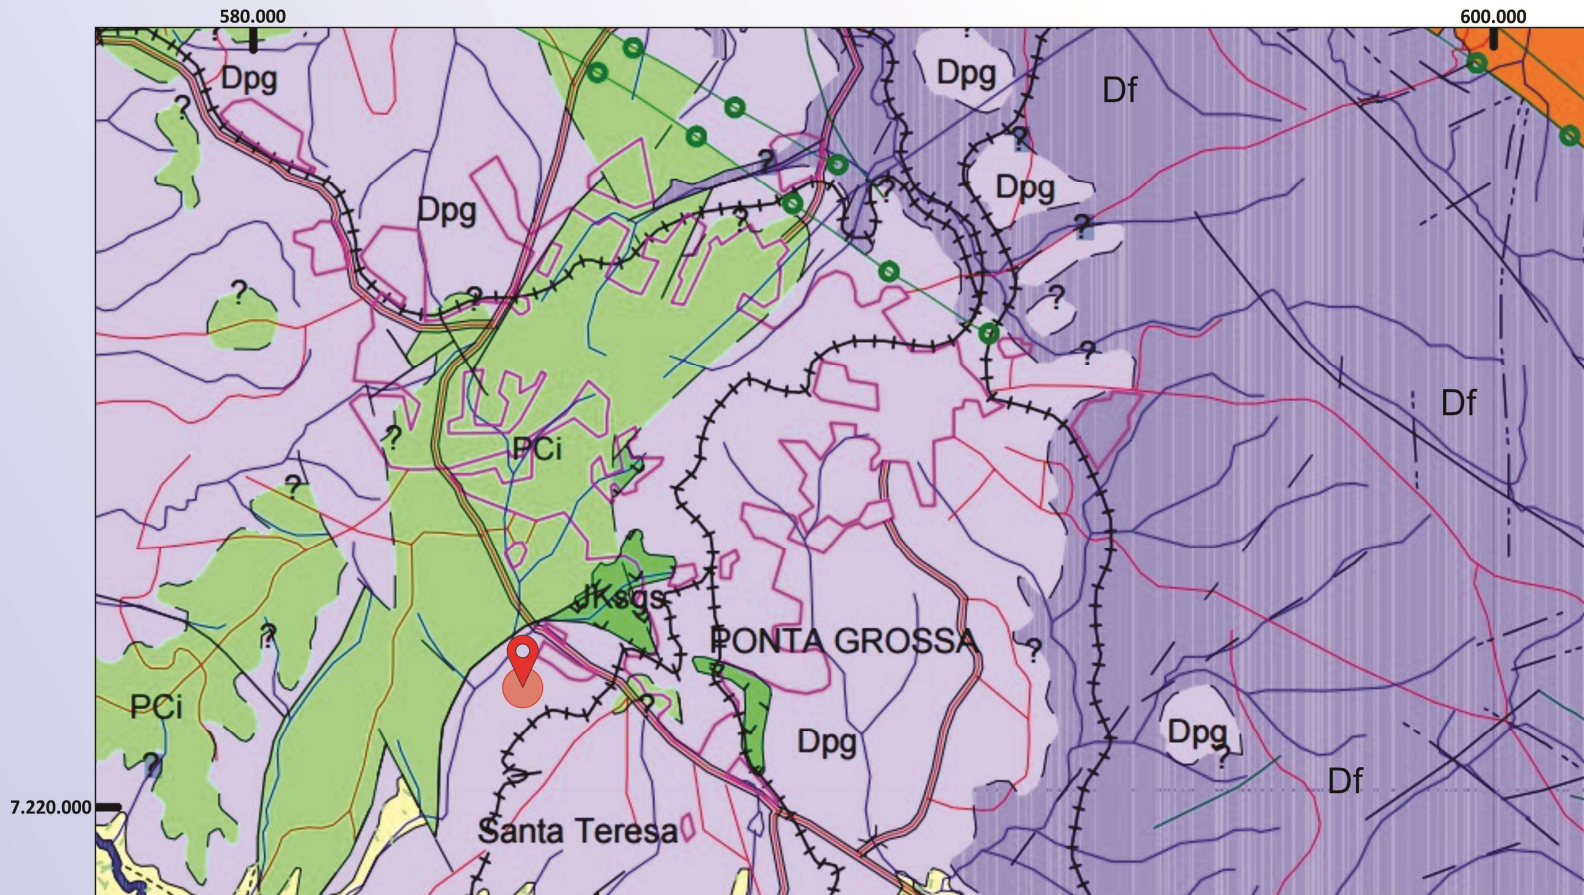 580.000
600.000
Dpg
Dpg
Df
?
?
?
?
Dpg
Dpg
?
?
?
?
?
?
?
Df
?
PCi
?
JKsgs
?
PONTA GROSSA
?
PCi
?
Dpg
Dpg
?
?
Df
7.220.000
Santa Teresa